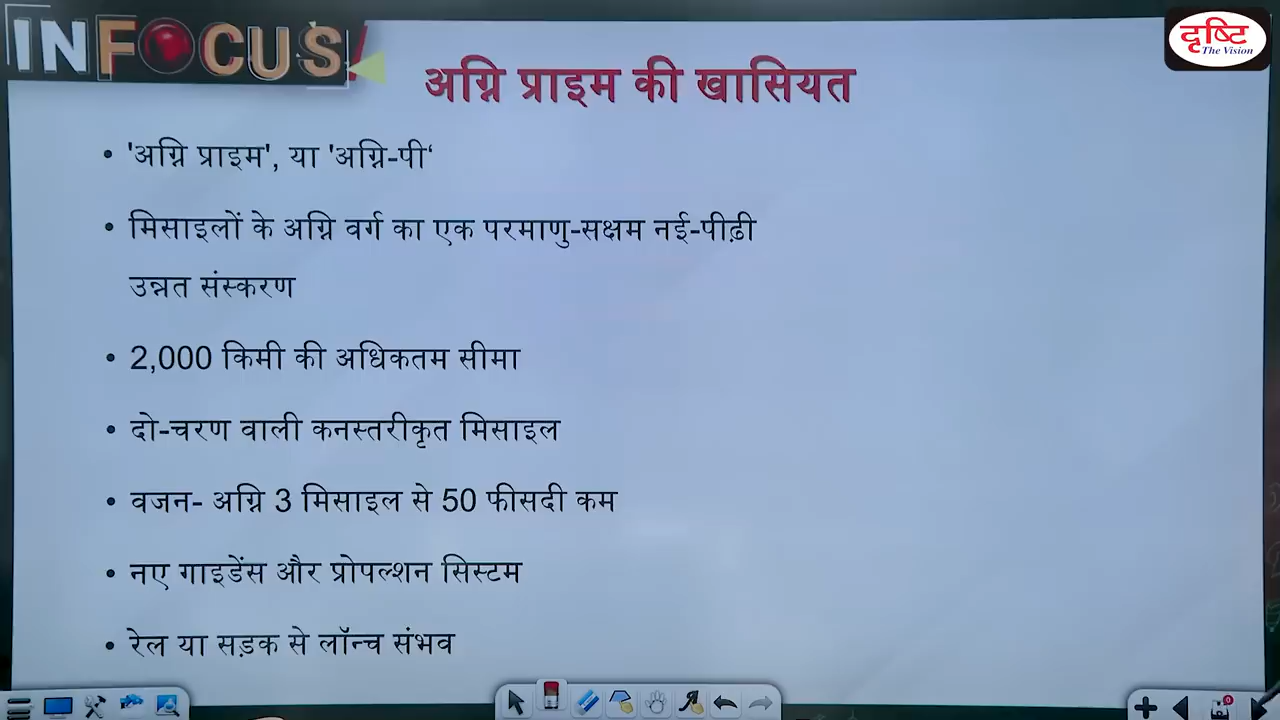 INFOCUS!
दृष्टि
The Vision
अग्नि प्राइम की खासियत
• 'अग्नि प्राइम', या 'अग्नि-पी‘
• मिसाइलों के अग्नि वर्ग का एक परमाणु-सक्षम नई-पीढ़ी
उन्नत संस्करण
• 2,000 किमी की अधिकतम सीमा
• दो-चरण वाली कनस्तरीकृत मिसाइल
• वजन- अग्नि 3 मिसाइल से 50 फीसदी कम
• नए गाइडेंस और प्रोपल्शन सिस्टम
• रेल या सड़क से लॉन्च संभव